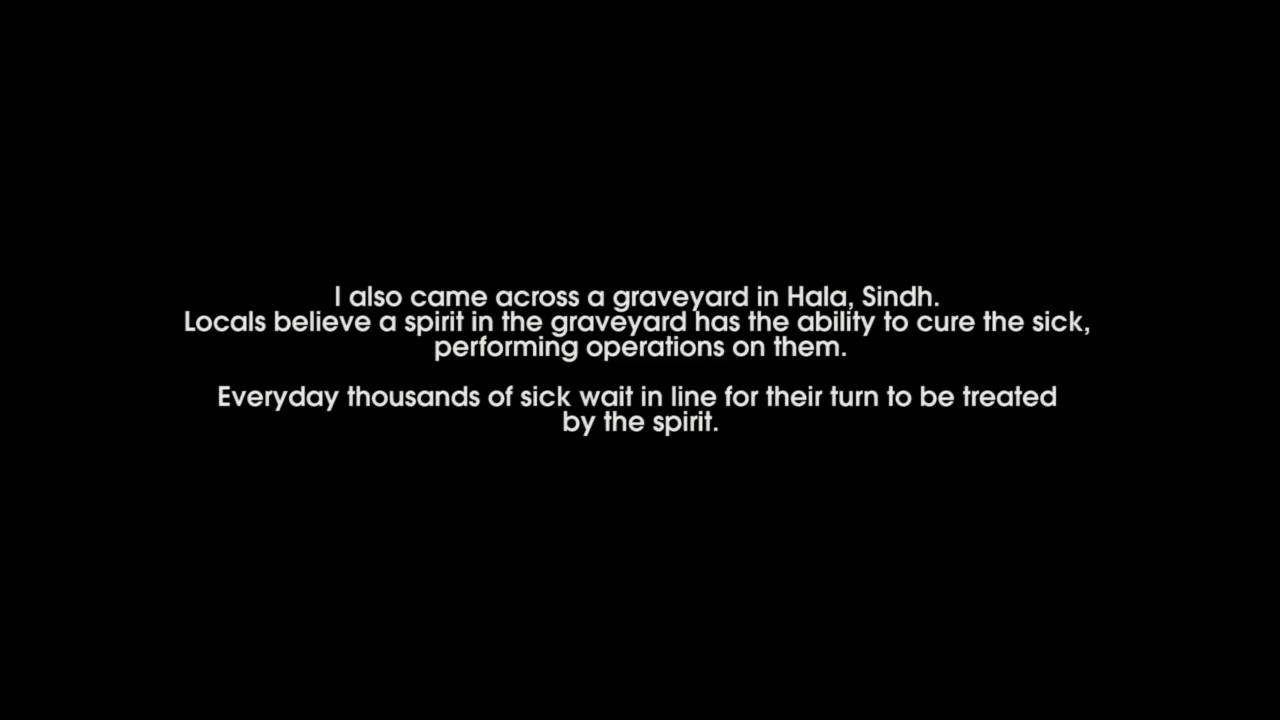 I also came across a graveyard in Hala, Sindh.
Locals believe a spirit in the graveyard has the ability to cure the sick,
performing operations on them.
Everyday thousands of sick wait in line for their turn to be treated
by the spirit.